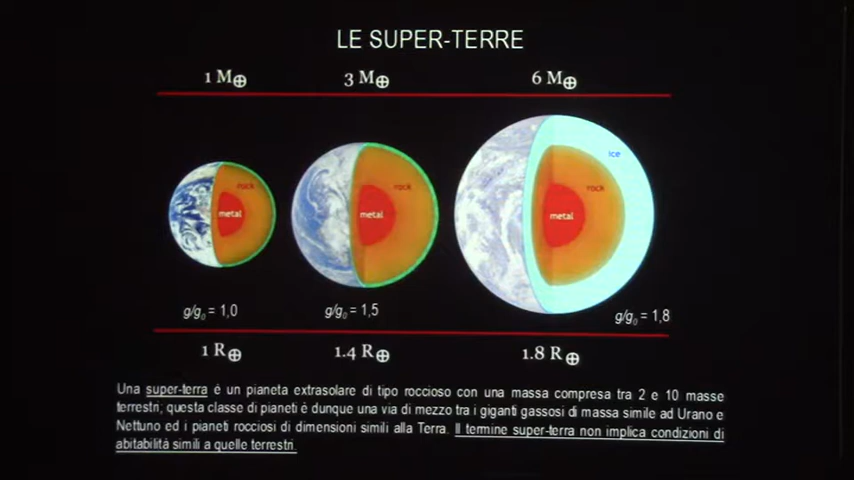 LE SUPER-TERRE
1 M⊕ 3 M⊕ 6 M⊕
ice
rock rock rock
metal metal metal
g/g₀ = 1,0 g/g₀ = 1,5 g/g₀ = 1,8
1 R⊕ 1.4 R⊕ 1.8 R⊕
Una super-terra é un pianeta extrasolare di tipo roccioso con una massa compresa tra 2 e 10 masse
terrestri; questa classe di pianeti è dunque una via di mezzo tra i giganti gassosi di massa simile ad Urano e
Nettuno ed i pianeti rocciosi di dimensioni simili alla Terra. Il termine super-terra non implica condizioni di
abitabilità simili a quelle terrestri.